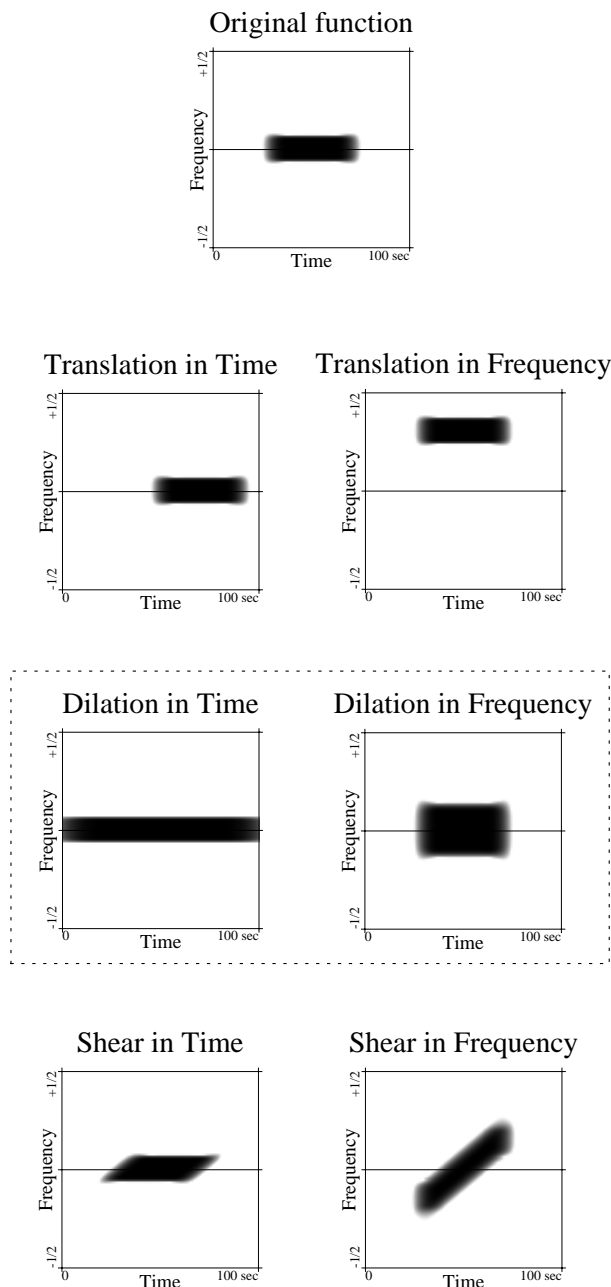 Original function
+1/2
Frequency
-1/2
0
100 sec
Time
Translation in Time
Translation in Frequency
+1/2
Frequency
-1/2
0
100 sec
Time
+1/2
Frequency
-1/2
0
100 sec
Time
Dilation in Time
Dilation in Frequency
+1/2
Frequency
-1/2
0
100 sec
Time
+1/2
Frequency
-1/2
0
100 sec
Time
Shear in Time
Shear in Frequency
+1/2
Frequency
-1/2
0
100 sec
Time
+1/2
Frequency
-1/2
0
100 sec
Time